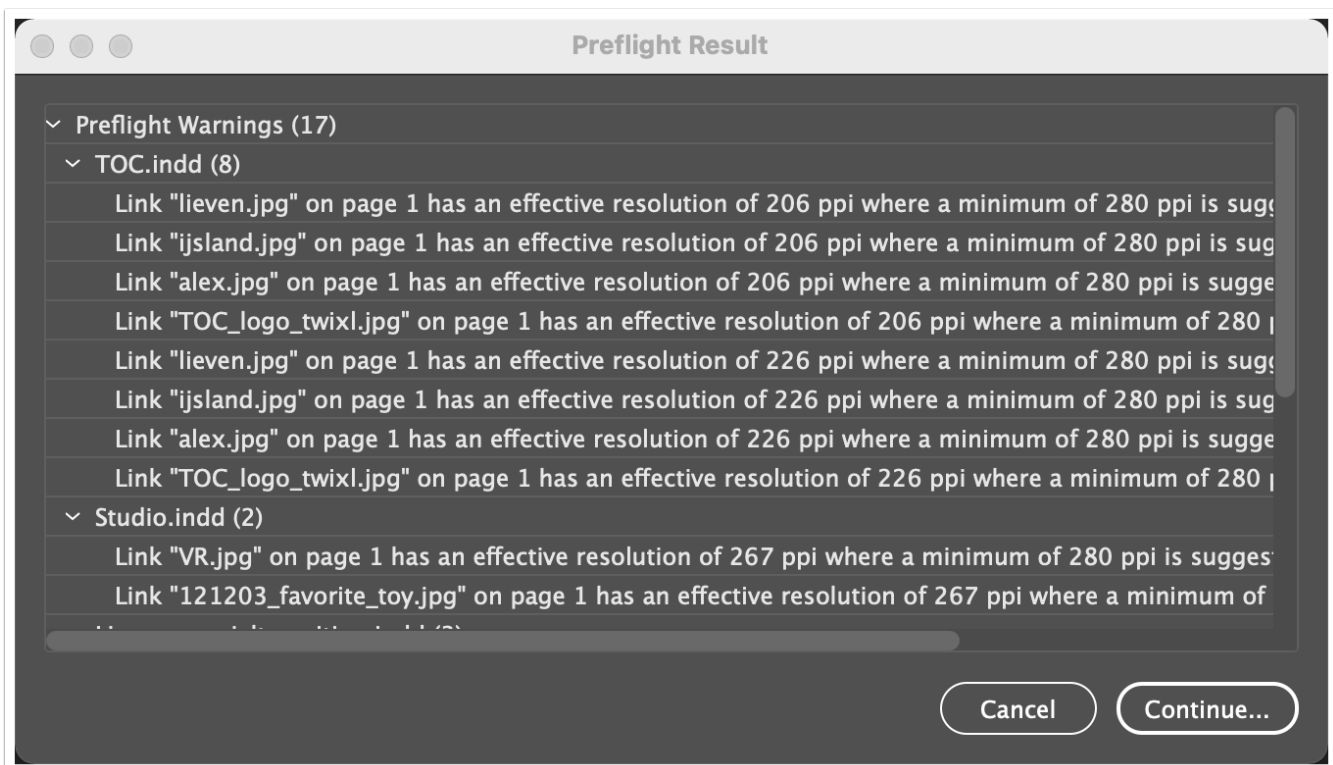 Preflight Result
Preflight Warnings (17)
TOC.indd (8)
Link "lieven.jpg" on page 1 has an effective resolution of 206 ppi where a minimum of 280 ppi is
Link "ijsland.jpg" on page 1 has an effective resolution of 206 ppi where a minimum of 280 ppi is sug
Link "alex.jpg" on page 1 has an effective resolution of 206 ppi where a minimum of 280 ppi is sugge
Link "TOC_logo_twixl.jpg" on page 1 has an effective resolution of 206 ppi where a minimum of 280
Link "lieven.jpg" on page 1 has an effective resolution of 226 ppi where a minimum of 280 ppi is
Link "ijsland.jpg" on page 1 has an effective resolution of 226 ppi where a minimum of 280 ppi is sug
Link "alex.jpg" on page 1 has an effective resolution of 226 ppi where a minimum of 280 ppi is sugge
Link "TOC_logo_twixl.jpg" on page 1 has an effective resolution of 226 ppi where a minimum of 280
Studio.indd (2)
Link "VR.jpg" on page 1 has an effective resolution of 267 ppi where a minimum of 280 ppi is sugges
Link "121203_favorite_toy.jpg" on page 1 has an effective resolution of 267 ppi where a minimum of
Cancel
Continue...